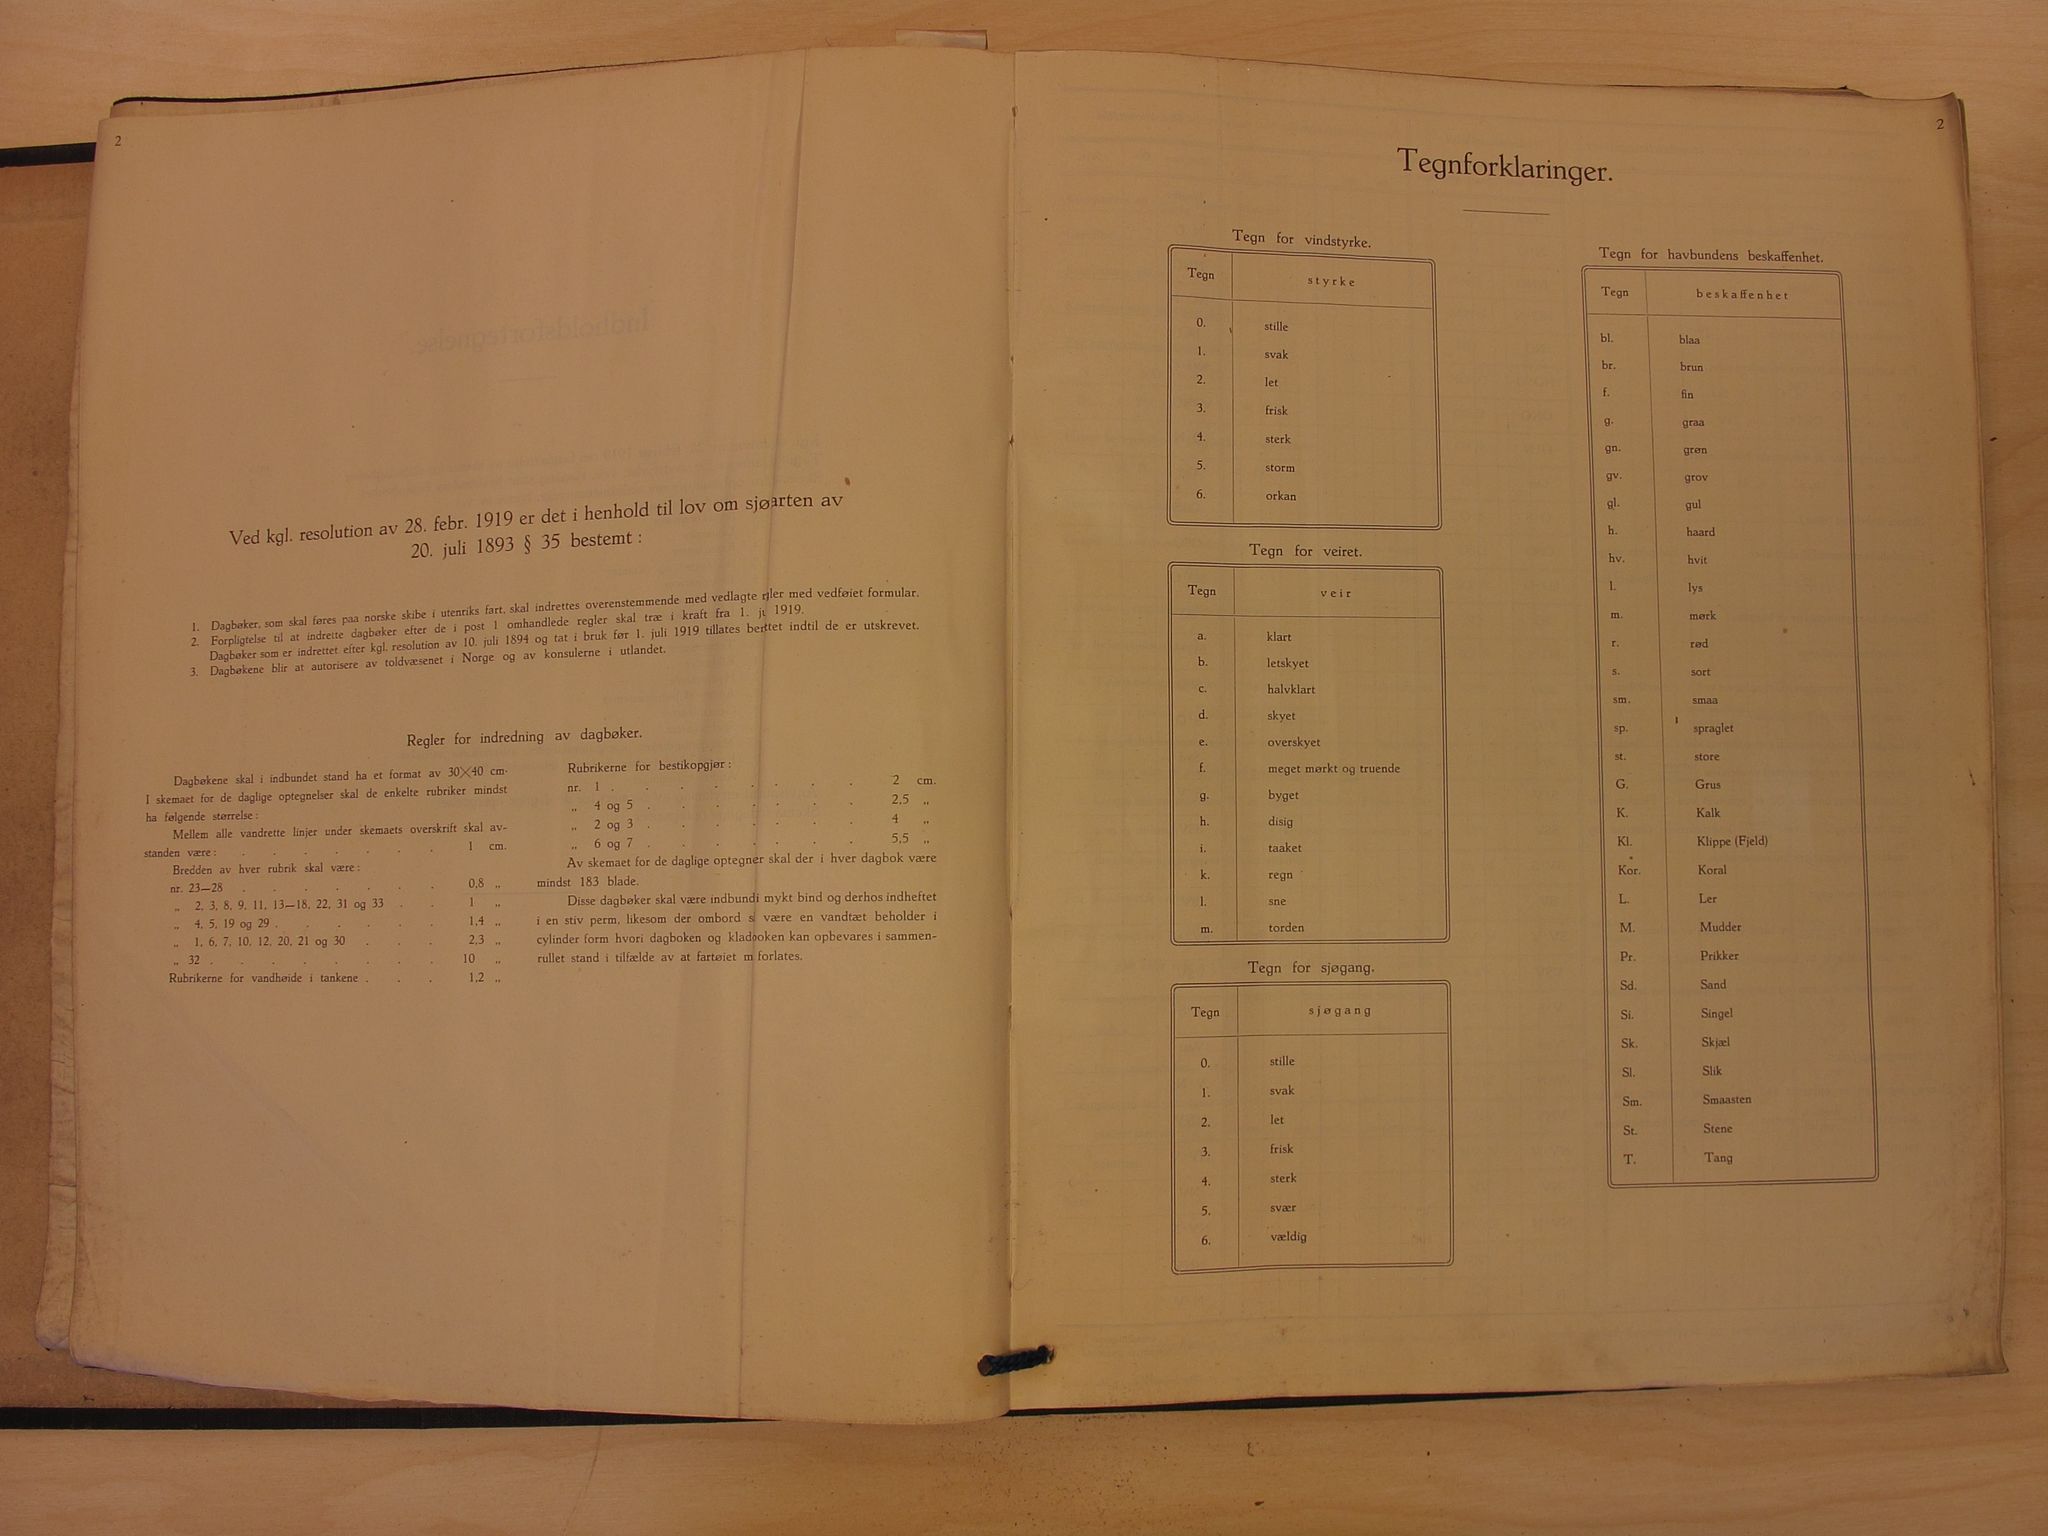 2
Ved kgl. resolution av 28. febr. 1919 er det i henhold til lov om sjøarten av
20. juli 1893 § 35 bestemt :
1. Dagbøker, som skal føres paa norske skibe i utenriks fart, skal indrettes overenstemmende med vedlagte ler med vedføiet formular.
2. Forpligtelse til at indrette dagbøker efter de i post 1 omhandlede regler skal træ i kraft fra 1. 1919.
Dagbøker som er indrettet efter kgl. resolution av 10. juli 1894 og tat i bruk før 1. juli 1919 tillates indtil de er utskrevet.
3. Dagbøkene blir at autorisere av toldvæsenet i Norge og av konsulerne i utlandet.
Regler for indredning av dagbøker.
Dagbøkene skal i indbundet stand ha et format av 30×40 cm.
I skemaet for de daglige optegnelser skal de enkelte rubriker mindst
ha følgende størrelse :
Mellem alle vandrette linjer under skemaets overskrift skal av-
standen være : . . . . . . 1 cm.
Bredden av hver rubrik skal være :
nr. 23—28 . . . . . . . 0,8 „
„ 2, 3, 8, 9, 11, 13—18, 22, 31 og 33 . . 1 „
„ 4, 5, 19 og 29 . . . . . . 1,4 „
„ 1, 6, 7, 10, 12, 20, 21 og 30 . . . 2,3 „
„ 32 . . . . . . . . 10 „
Rubrikerne for vandhøide i tankene . . . 1,2 „
Rubrikerne for bestikopgjør :
nr. 1 . . . . . . . . 2 cm.
„ 4 og 5 . . . . . . . 2,5 „
„ 2 og 3 . . . . . . . 4 „
„ 6 og 7 . . . . . . . 5,5 „
Av skemaet for de daglige optegner skal der i hver dagbok være
mindst 183 blade.
Disse dagbøker skal være indbundi mykt bind og derhos indheftet
i en stiv perm, likesom der ombord s være en vandtæt beholder i
cylinder form hvori dagboken og kladboken kan opbevares i sammen-
rullet stand i tilfælde av at fartøiet m forlates.
2
Tegnforklaringer.
Tegn for vindstyrke.
Tegn styrke
0. stille
1. svak
2. let
3. frisk
4. sterk
5. storm
6. orkan
Tegn for veiret.
Tegn veir
a. klart
b. letskyet
c. halvklart
d. skyet
e. overskyet
f. meget mørkt og truende
g. byget
h. disig
i. taaket
k. regn
l. sne
m. torden
Tegn for sjøgang.
Tegn sjøgang
0. stille
1. svak
2. let
3. frisk
4. sterk
5. svær
6. vældig
Tegn for havbundens beskaffenhet.
Tegn beskaffenhet
bl. blaa
br. brun
f. fin
g. graa
gn. grøn
gv. grov
gl. gul
h. haard
hv. hvit
l. lys
m. mørk
r. rød
s. sort
sm. smaa
sp. spraglet
st. store
G. Grus
K. Kalk
Kl. Klippe (Fjeld)
Kor. Koral
L. Ler
M. Mudder
Pr. Prikker
Sd. Sand
Si. Singel
Sk. Skjæl
Sl. Slik
Sm. Smaasten
St. Stene
T. Tang